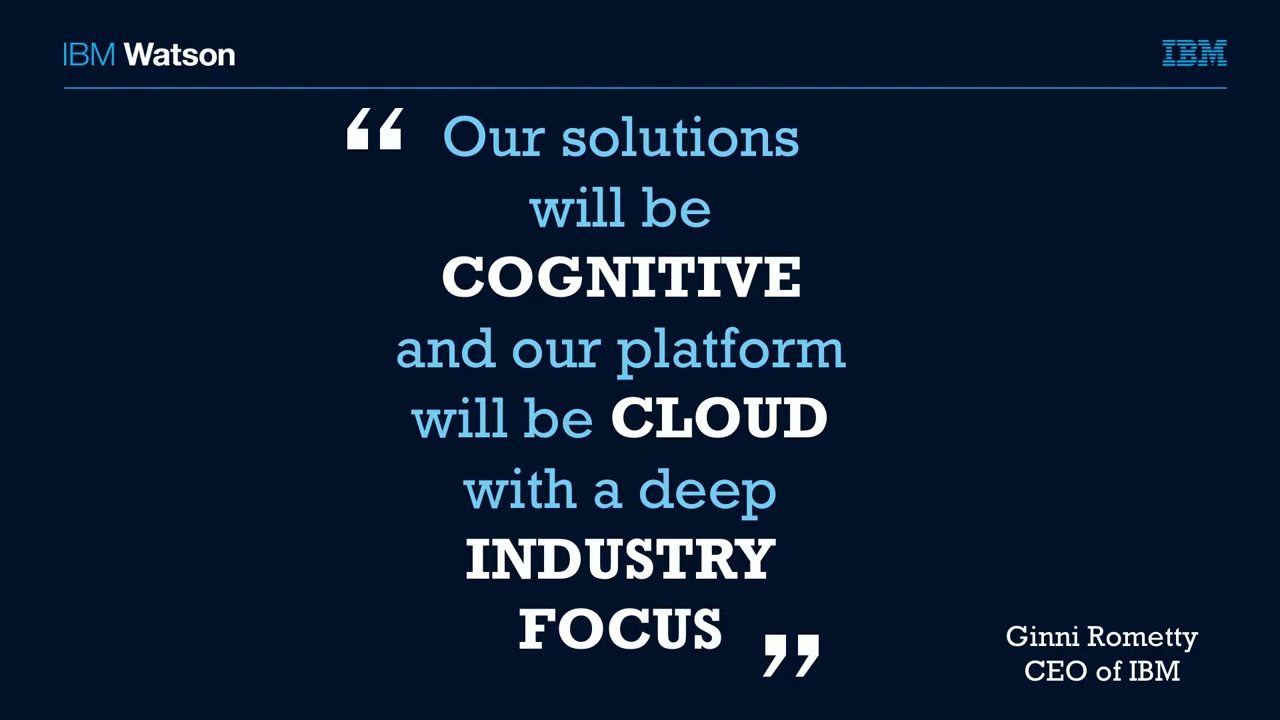 IBM Watson
IBM
“ Our solutions
will be
COGNITIVE
and our platform
will be CLOUD
with a deep
INDUSTRY
FOCUS ”
Ginni Rometty
CEO of IBM